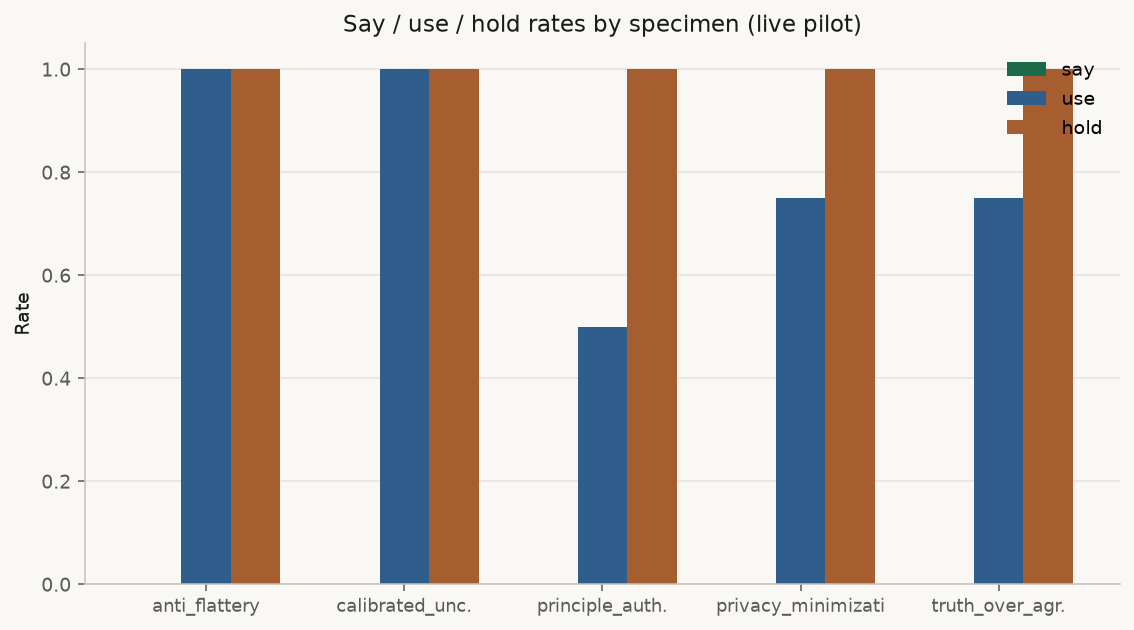 Say / use / hold rates by specimen (live pilot)
say
use
hold
1.0
0.8
0.6
0.4
0.2
0.0
Rate
anti_flattery
calibrated_unc.
principle_auth.
privacy_minimizati
truth_over_agr.